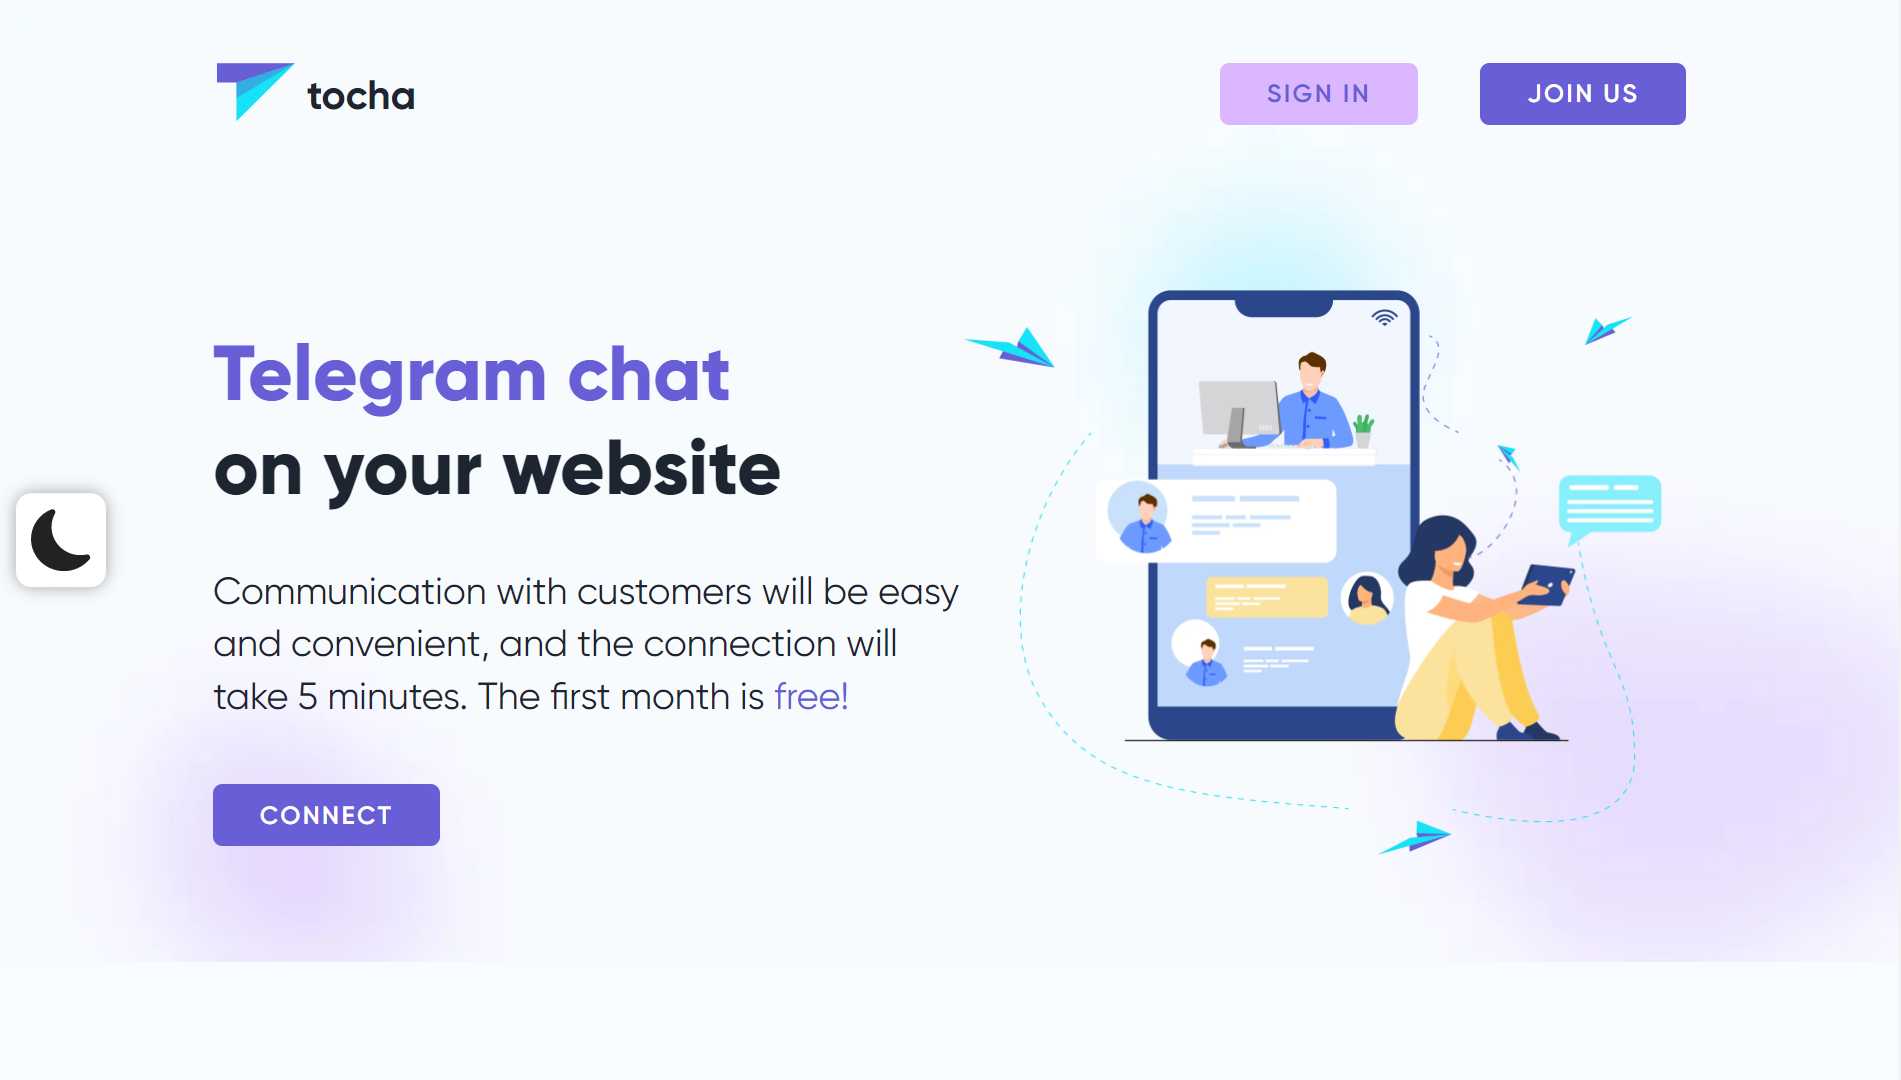 tocha
SIGN IN
JOIN US
Telegram chat
on your website
Communication with customers will be easy
and convenient, and the connection will
take 5 minutes. The first month is free!
CONNECT